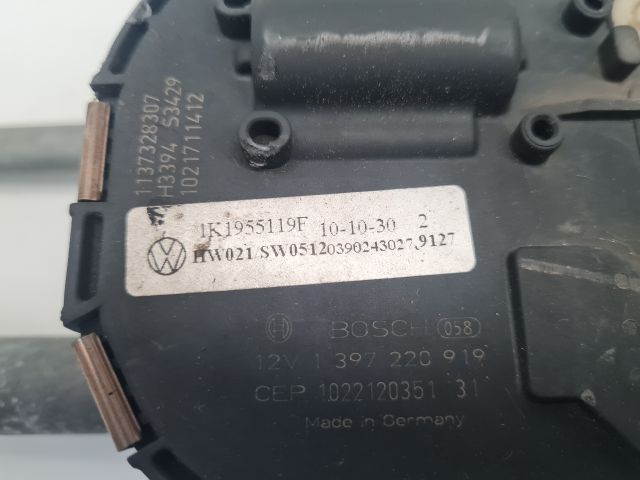 1137328307
H3394 S3429
1021711412
1K1955119F 10-10-30 2
HW021 SW0512 0390243027.9127
BOSCH 058
12V 1 397 220 919
CEP 1022120351 31
Made in Germany